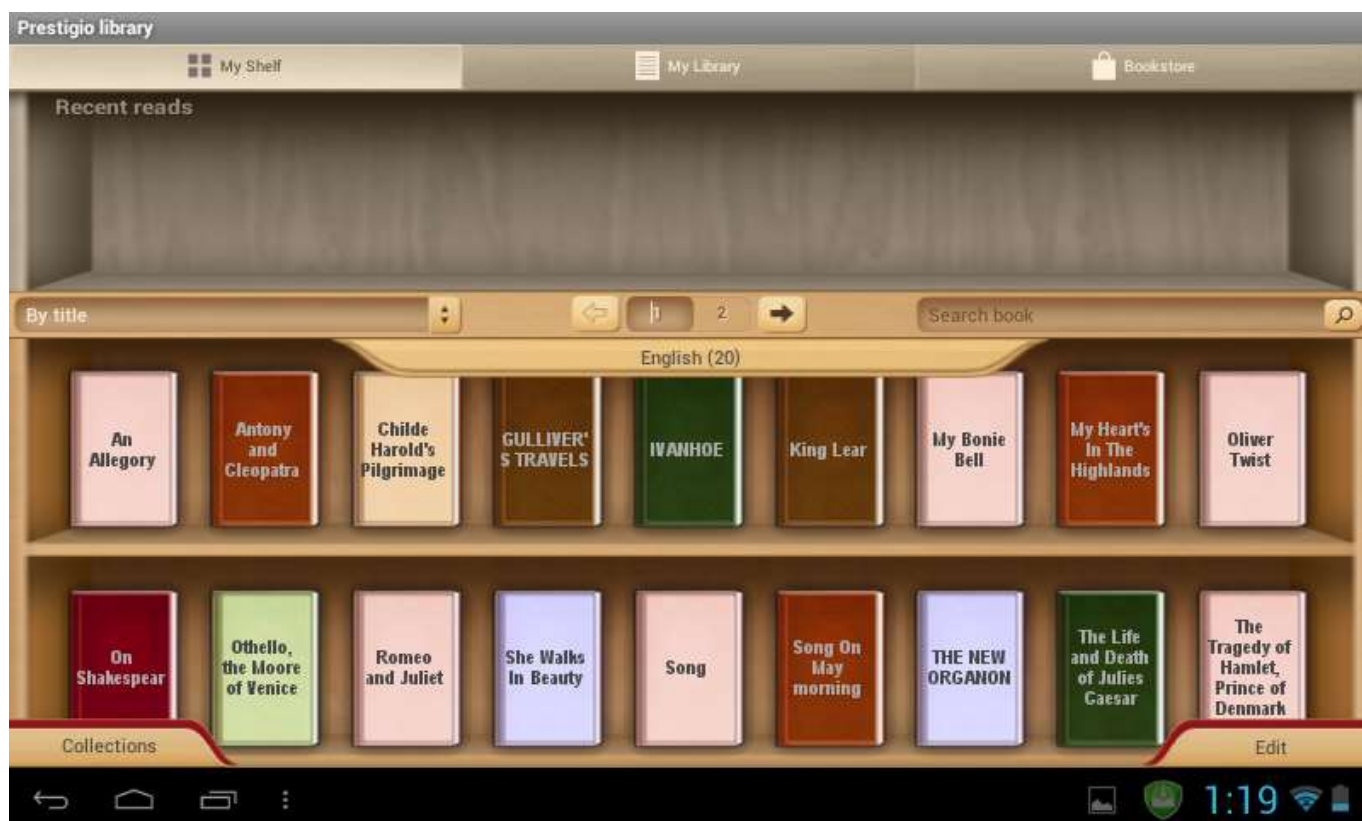 Prestigio library
My Shelf
My Library
Bookstore
Recent reads
By title
1
2
Search book
English (20)
An
Allegory
Antony
and
Cleopatra
Childe
Harold's
Pilgrimage
GULLIVER'
S TRAVELS
IVANHOE
King Lear
My Bonie
Bell
My Heart's
In The
Highlands
Oliver
Twist
On
Shakespear
Othello,
the Moore
of Venice
Romeo
and Juliet
She Walks
In Beauty
Song
Song On
May
morning
THE NEW
ORGANON
The Life
and Death
of Julies
Caesar
The
Tragedy of
Hamlet,
Prince of
Denmark
Collections
Edit
1:19